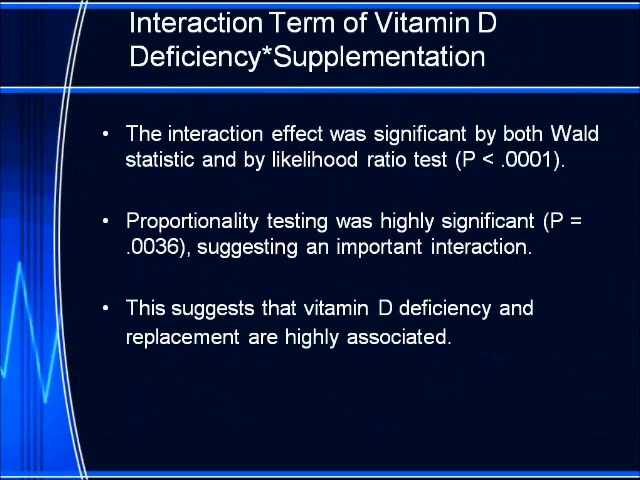 Interaction Term of Vitamin D
Deficiency*Supplementation
• The interaction effect was significant by both Wald
statistic and by likelihood ratio test (P < .0001).
• Proportionality testing was highly significant (P =
.0036), suggesting an important interaction.
• This suggests that vitamin D deficiency and
replacement are highly associated.